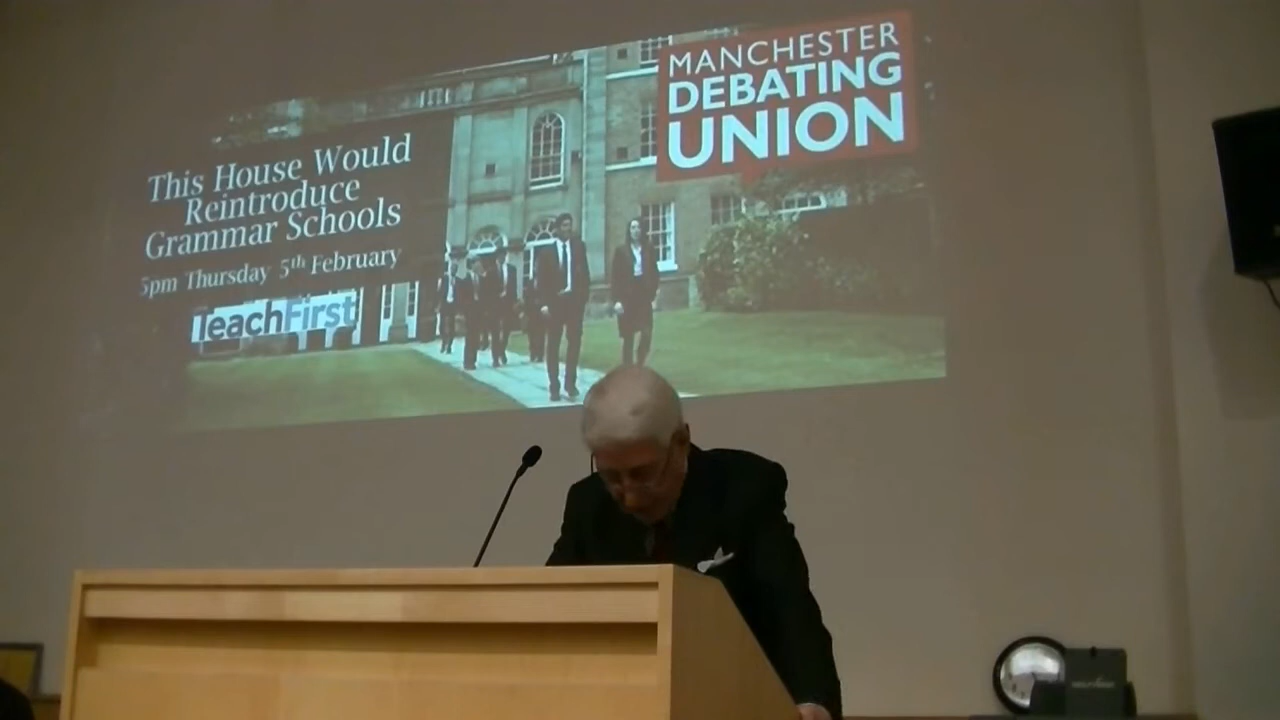 This House Would
Reintroduce
Grammar Schools
5pm Thursday 5th February
TeachFirst
MANCHESTER
DEBATING
UNION